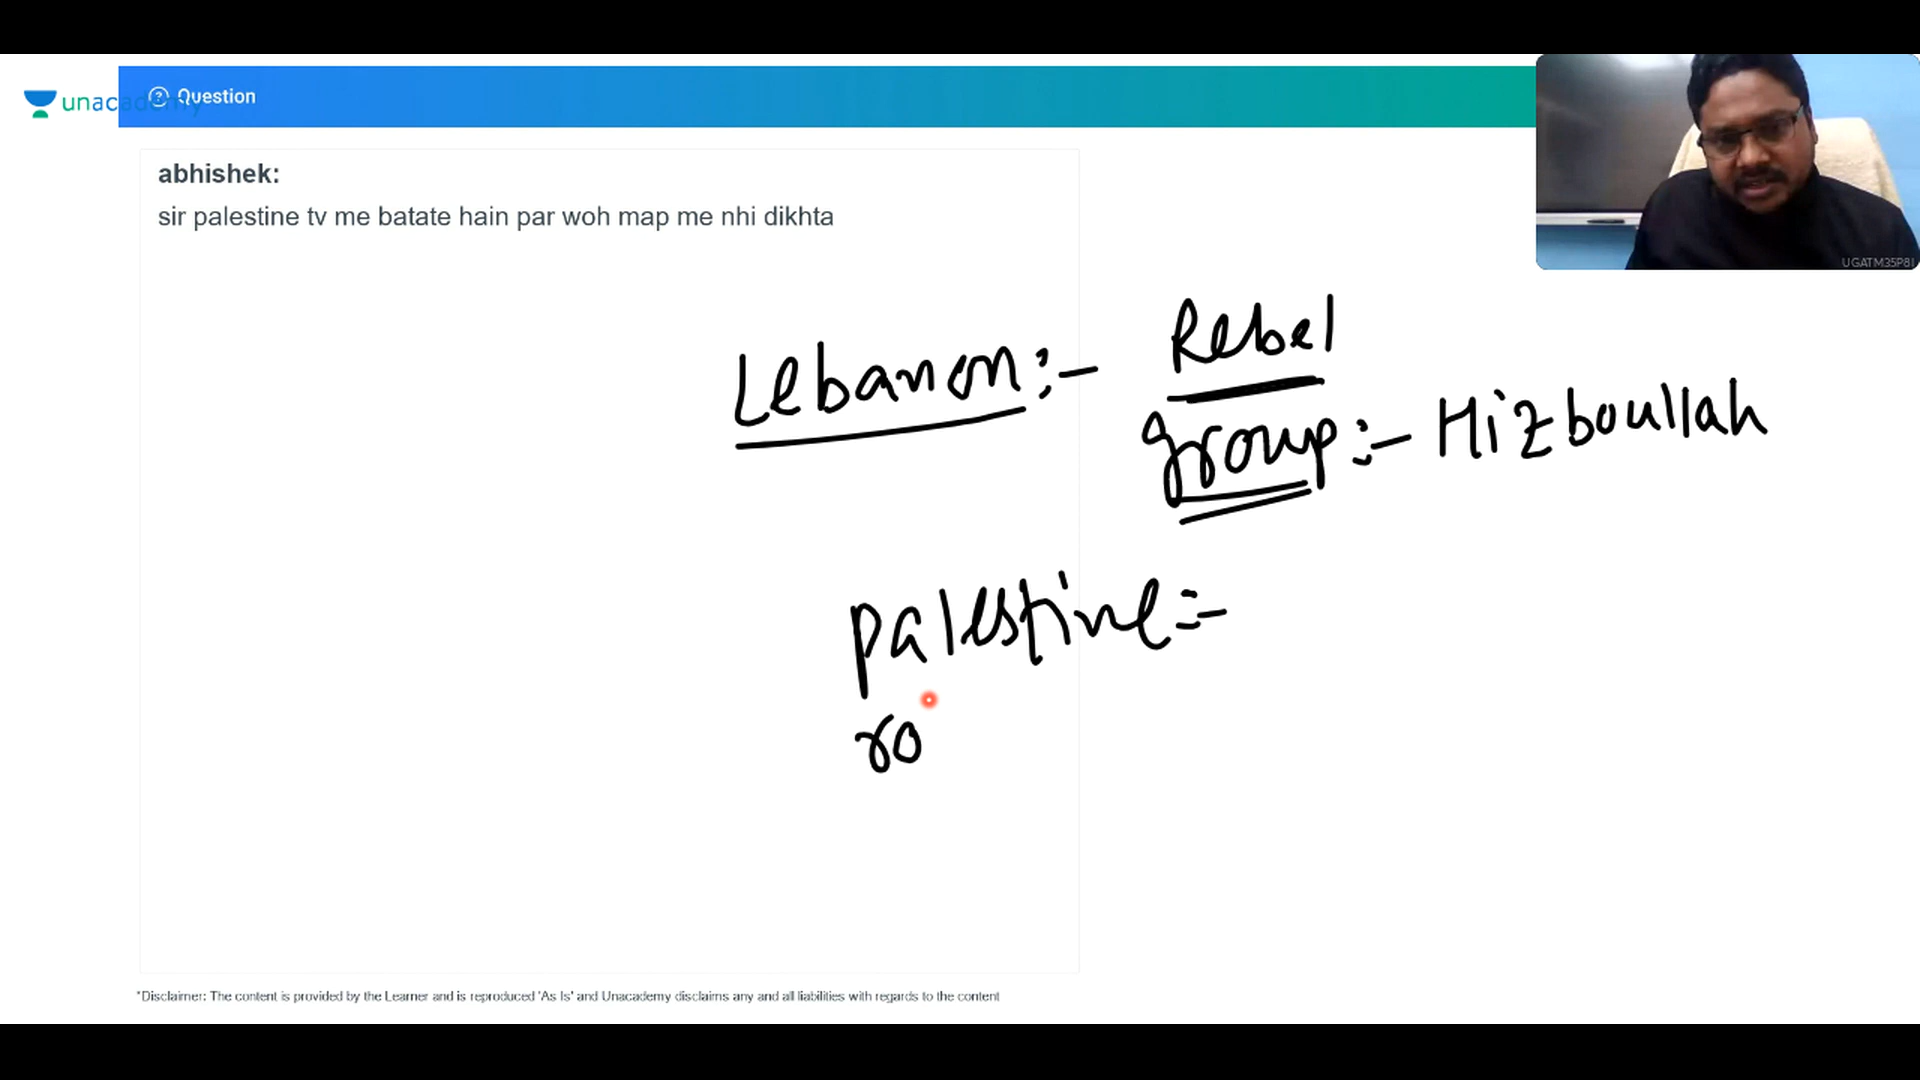 unacademy
Question
abhishek:
sir palestine tv me batate hain par woh map me nhi dikhta
UGATM35P8I
Lebanon:- Rebel
group:- Hizboullah
palestine:-
ro
*Disclaimer: The content is provided by the Learner and is reproduced 'As Is' and Unacademy disclaims any and all liabilities with regards to the content